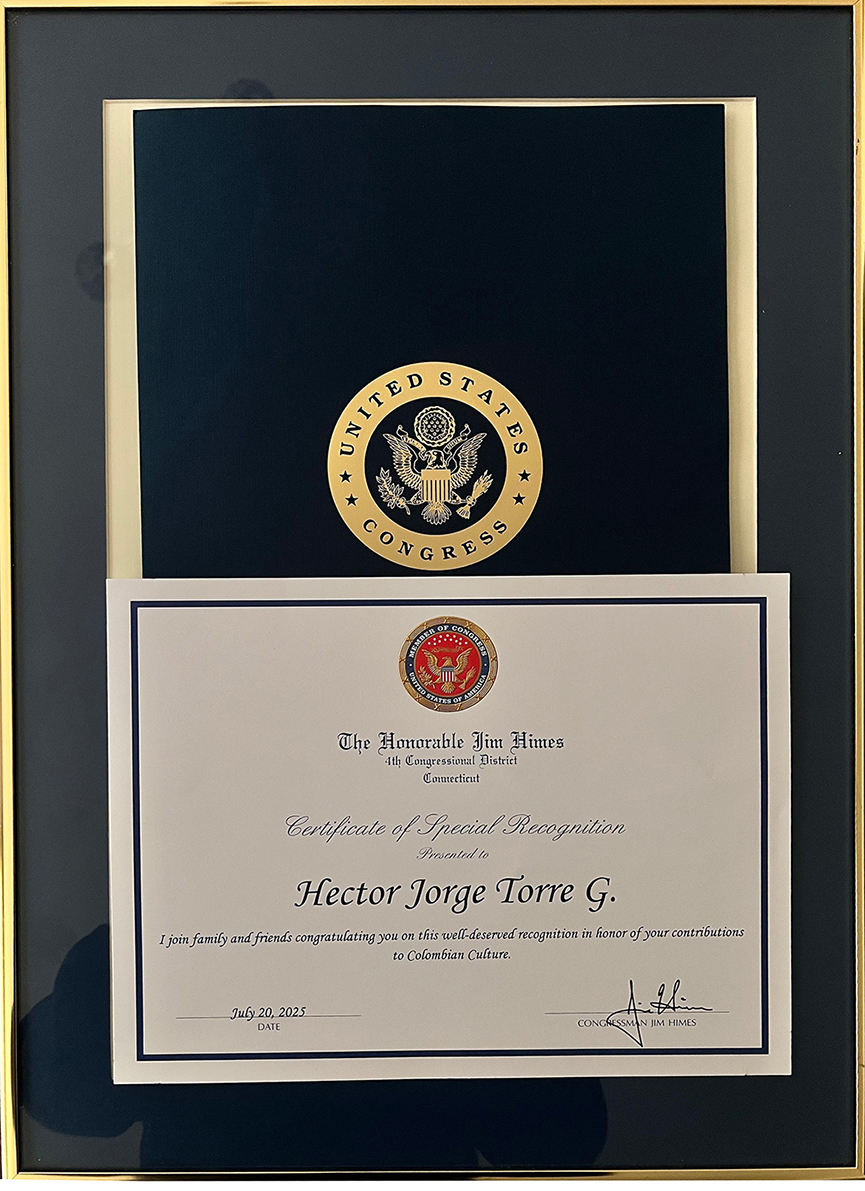 UNITED STATES
CONGRESS
MEMBER OF CONGRESS
UNITED STATES OF AMERICA
The Honorable Jim Himes
4th Congressional District
Connecticut
Certificate of Special Recognition
Presented to
Hector Jorge Torre G.
I join family and friends congratulating you on this well-deserved recognition in honor of your contributions
to Colombian Culture.
July 20, 2025
DATE
CONGRESSMAN JIM HIMES